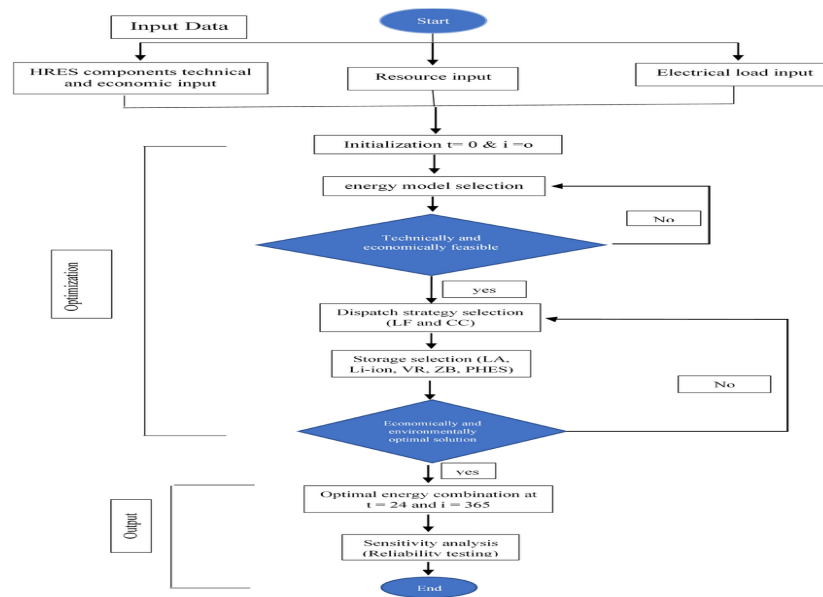 Input Data
Start
HRES components technical
and economic input
Resource input
Electrical load input
Initialization t= 0 & i =o
energy model selection
No
Technically and
economically feasible
yes
Dispatch strategy selection
(LF and CC)
Storage selection (LA,
Li-ion, VR, ZB, PHES)
No
Economically and
environmentally
optimal solution
yes
Optimal energy combination at
t = 24 and i = 365
Sensitivity analysis
(Reliability testing)
End
Optimization
Output